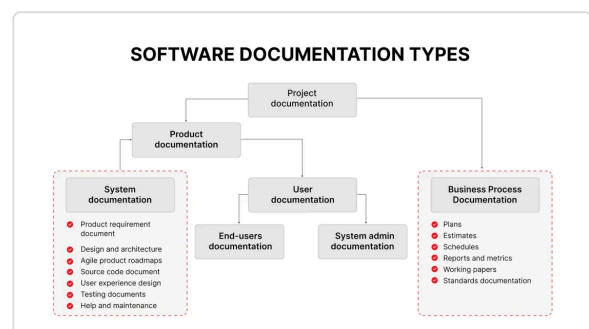 SOFTWARE DOCUMENTATION TYPES
Project
documentation
Product
documentation
System
documentation
Product requirement
document
Design and architecture
Agile product roadmaps
Source code document
User experience design
Testing documents
Help and maintenance
User
documentation
End-users
documentation
System admin
documentation
Business Process
Documentation
Plans
Estimates
Schedules
Reports and metrics
Working papers
Standards documentation